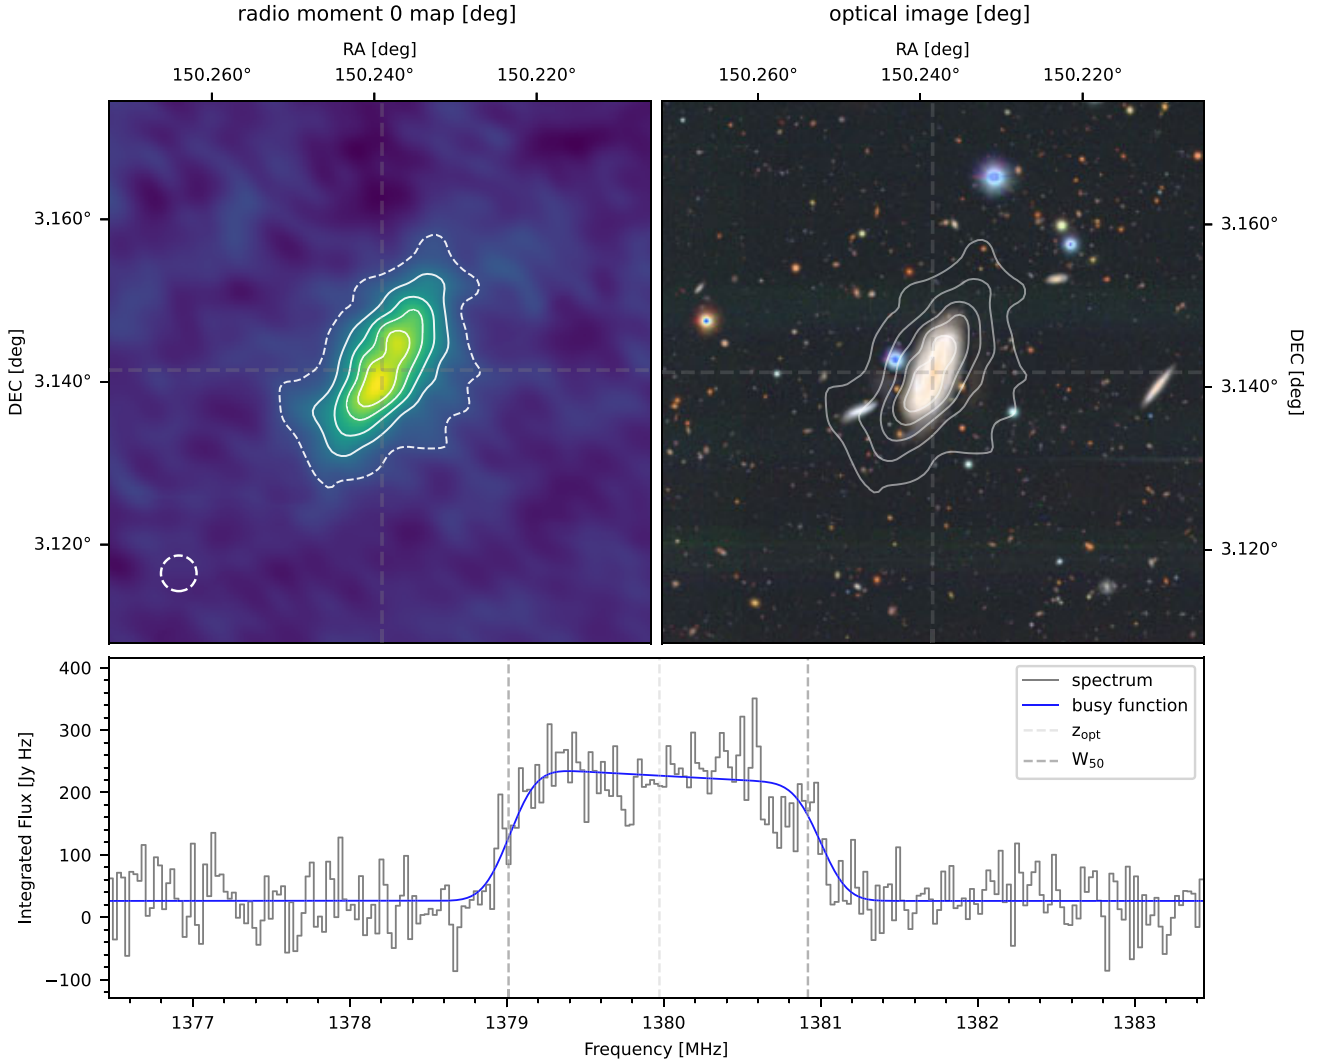 radio moment 0 map [deg]
optical image [deg]
RA [deg]
RA [deg]
150.260° 150.240° 150.220°
150.260° 150.240° 150.220°
3.160°
3.140°
3.120°
DEC [deg]
3.160°
3.140°
3.120°
DEC [deg]
400
300
200
100
0
−100
Integrated Flux [Jy Hz]
spectrum
busy function
z_opt
W_50
1377 1378 1379 1380 1381 1382 1383
Frequency [MHz]